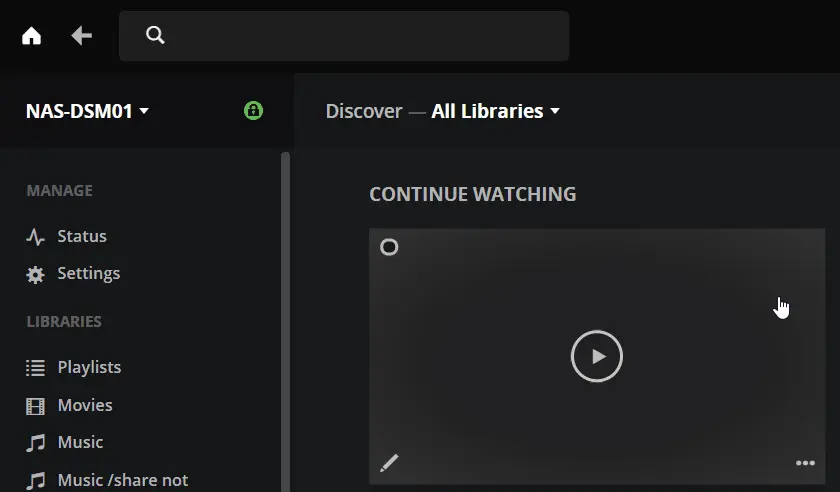 NAS-DSM01
Discover — All Libraries
MANAGE
Status
Settings
LIBRARIES
Playlists
Movies
Music
Music /share not
CONTINUE WATCHING